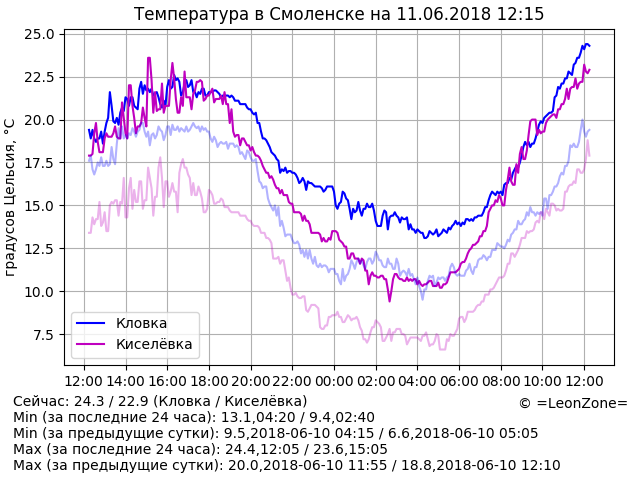 Температура в Смоленске на 11.06.2018 12:15
градусов Цельсия, °C
25.0
22.5
20.0
17.5
15.0
12.5
10.0
7.5
Кловка
Киселёвка
12:00 14:00 16:00 18:00 20:00 22:00 00:00 02:00 04:00 06:00 08:00 10:00 12:00
Сейчас: 24.3 / 22.9 (Кловка / Киселёвка)
© =LeonZone=
Min (за последние 24 часа): 13.1,04:20 / 9.4,02:40
Min (за предыдущие сутки): 9.5,2018-06-10 04:15 / 6.6,2018-06-10 05:05
Max (за последние 24 часа): 24.4,12:05 / 23.6,15:05
Max (за предыдущие сутки): 20.0,2018-06-10 11:55 / 18.8,2018-06-10 12:10